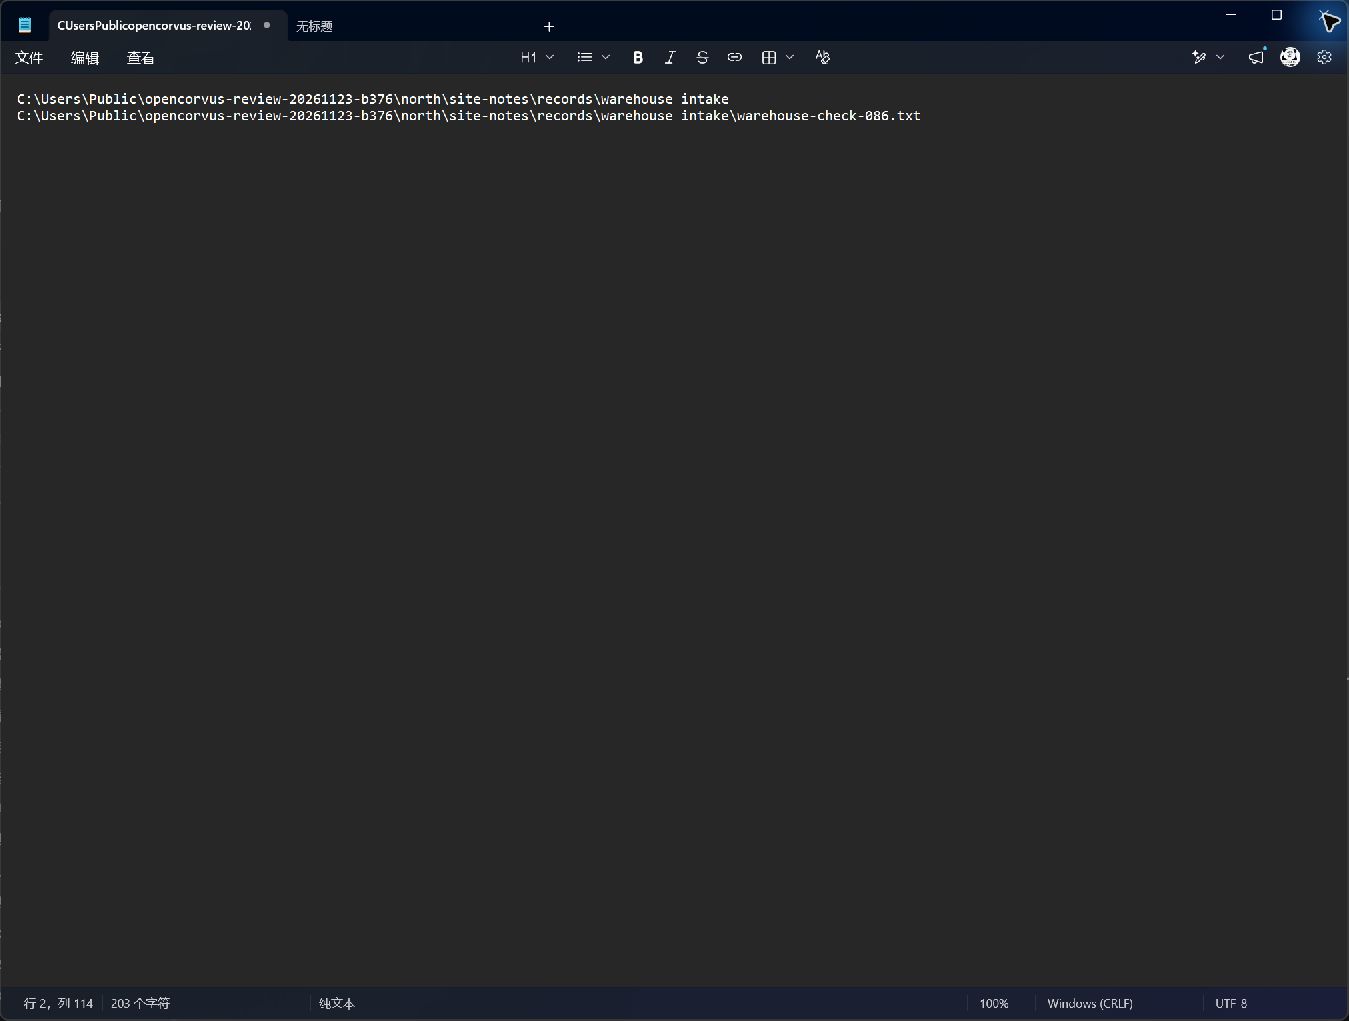 CUsersPublicopencorvus-review-20
无标题
文件 编辑 查看 H1 B I S
C:\Users\Public\opencorvus-review-20261123-b376\north\site-notes\records\warehouse intake
C:\Users\Public\opencorvus-review-20261123-b376\north\site-notes\records\warehouse intake\warehouse-check-086.txt
行 2，列 114 203 个字符 纯文本 100% Windows (CRLF) UTF-8